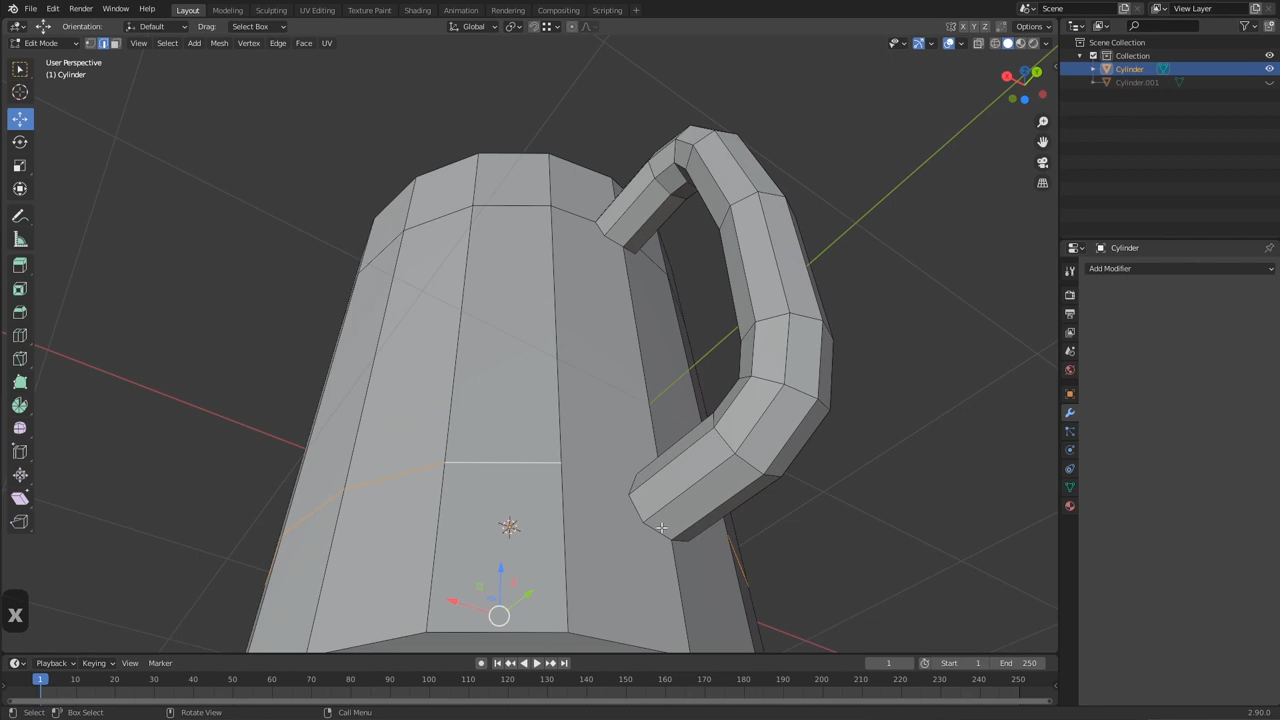 File Edit Render Window Help Layout Modeling Sculpting UV Editing Texture Paint Shading Animation Rendering Compositing Scripting + Scene View Layer
Orientation: Default Drag: Select Box Global X Y Z Options
Edit Mode View Select Add Mesh Vertex Edge Face UV
Scene Collection
Collection
Cylinder
Cylinder.001
User Perspective
(1) Cylinder
X
Y
Z
Cylinder
Add Modifier
X
Playback Keying View Marker 1 Start 1 End 250
1 10 20 30 40 50 60 70 80 90 100 110 120 130 140 150 160 170 180 190 200 210 220 230 240 250
Select Box Select Rotate View Call Menu 2.90.0